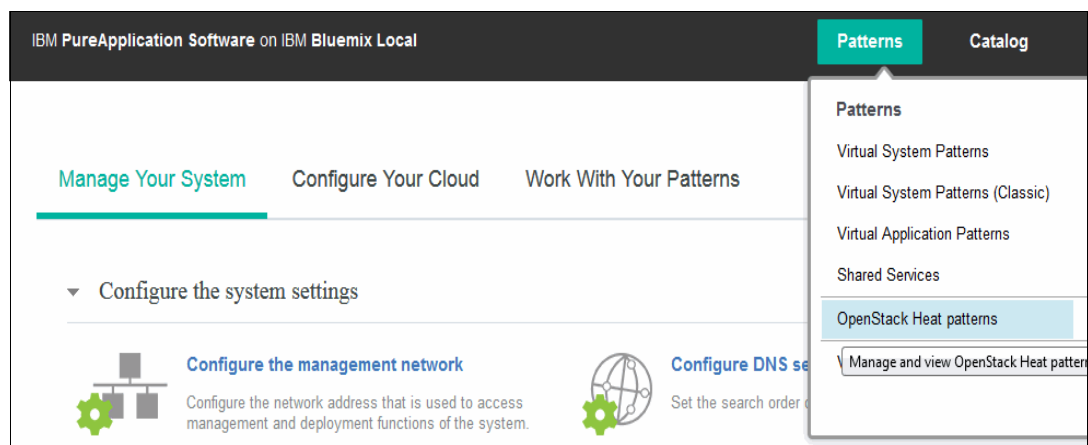 IBM PureApplication Software on IBM Bluemix Local
Patterns
Catalog
Patterns
Virtual System Patterns
Virtual System Patterns (Classic)
Virtual Application Patterns
Shared Services
OpenStack Heat patterns
Manage and view OpenStack Heat pattern
Manage Your System
Configure Your Cloud
Work With Your Patterns
Configure the system settings
Configure the management network
Configure the network address that is used to access
management and deployment functions of the system.
Configure DNS se
Set the search order